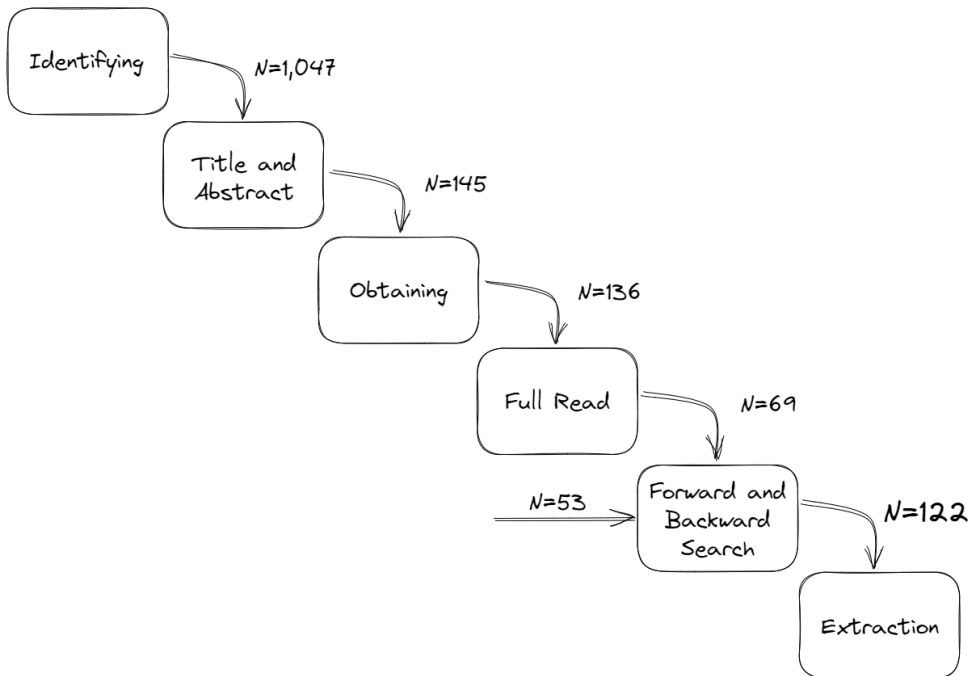 Identifying
N=1,047
Title and
Abstract
N=145
Obtaining
N=136
Full Read
N=69
N=53
Forward and
Backward
Search
N=122
Extraction